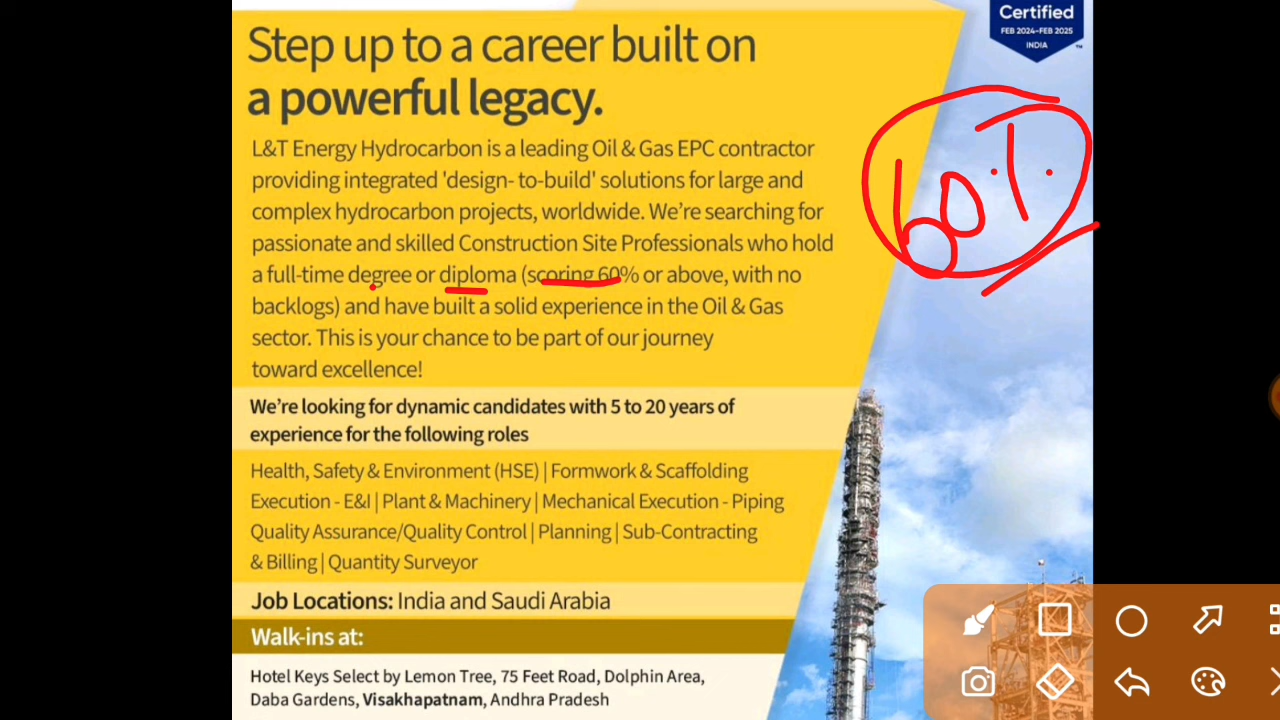 Certified
FEB 2024–FEB 2025
INDIA
™
Step up to a career built on
a powerful legacy.
60%
L&T Energy Hydrocarbon is a leading Oil & Gas EPC contractor
providing integrated 'design- to-build' solutions for large and
complex hydrocarbon projects, worldwide. We’re searching for
passionate and skilled Construction Site Professionals who hold
a full-time degree or diploma (scoring 60% or above, with no
backlogs) and have built a solid experience in the Oil & Gas
sector. This is your chance to be part of our journey
toward excellence!
We’re looking for dynamic candidates with 5 to 20 years of
experience for the following roles
Health, Safety & Environment (HSE) | Formwork & Scaffolding
Execution - E&I | Plant & Machinery | Mechanical Execution - Piping
Quality Assurance/Quality Control | Planning | Sub-Contracting
& Billing | Quantity Surveyor
Job Locations: India and Saudi Arabia
Walk-ins at:
Hotel Keys Select by Lemon Tree, 75 Feet Road, Dolphin Area,
Daba Gardens, Visakhapatnam, Andhra Pradesh